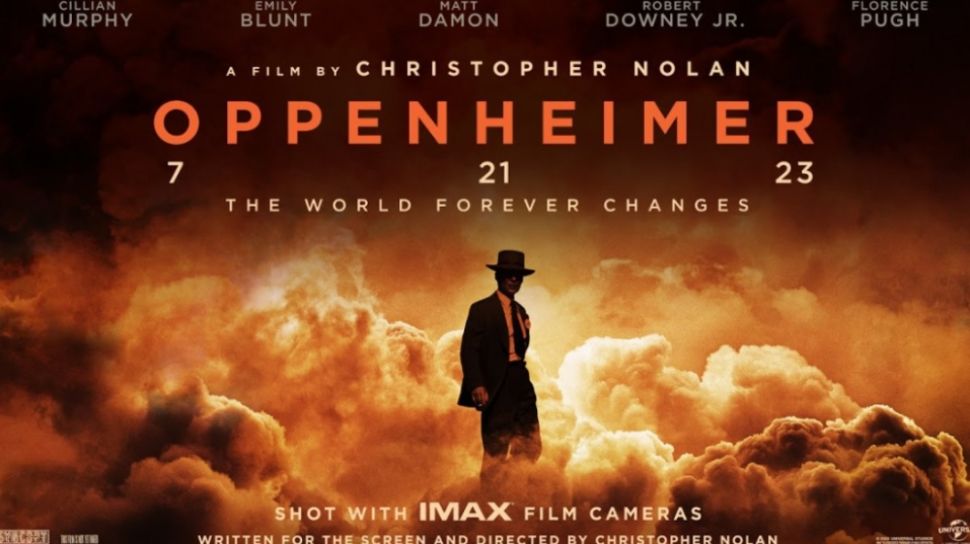 CILLIAN MURPHY
EMILY BLUNT
MATT DAMON
ROBERT DOWNEY JR.
FLORENCE PUGH
A FILM BY CHRISTOPHER NOLAN
OPPENHEIMER
7 21 23
THE WORLD FOREVER CHANGES
SHOT WITH IMAX FILM CAMERAS
WRITTEN FOR THE SCREEN AND DIRECTED BY CHRISTOPHER NOLAN
SYNCOPY